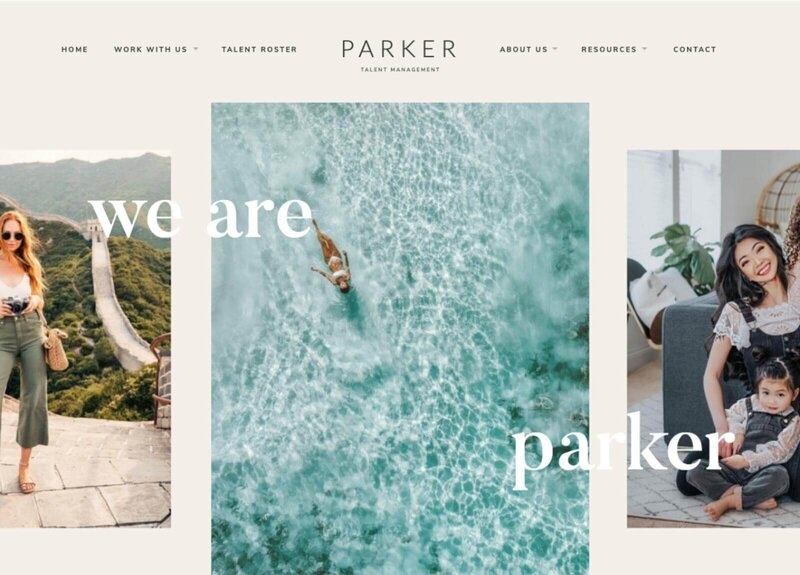 HOME WORK WITH US TALENT ROSTER PARKER ABOUT US RESOURCES CONTACT
TALENT MANAGEMENT
we are
parker